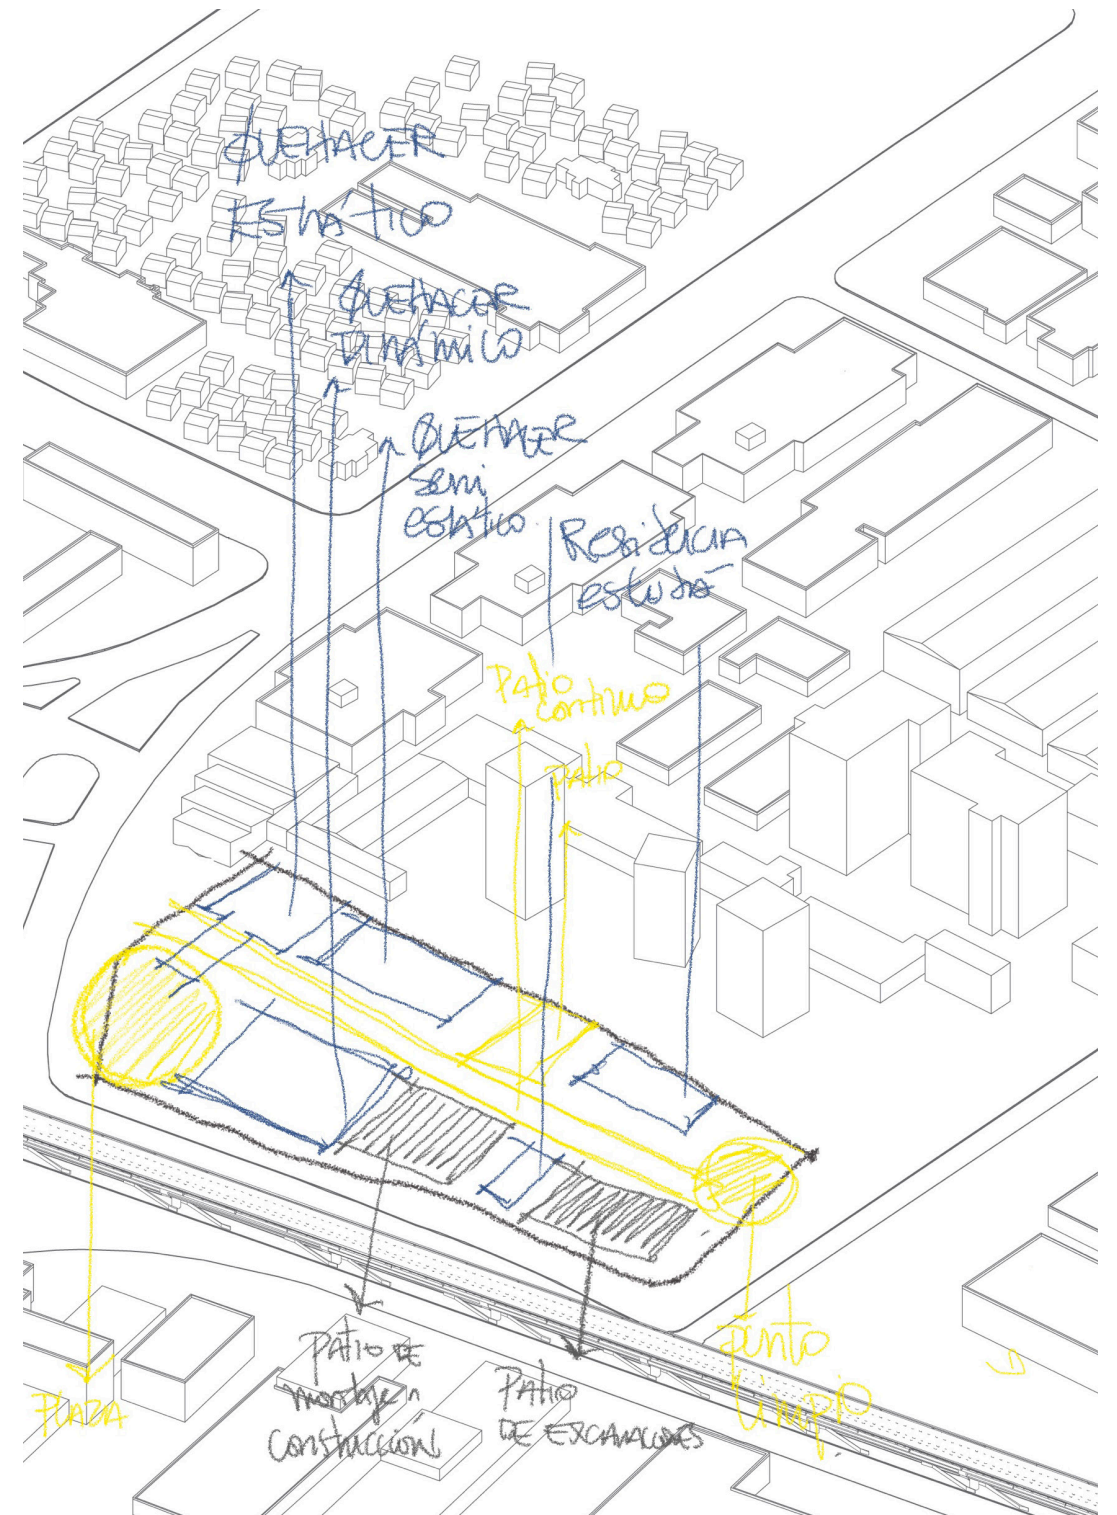 QUEHACER
ESTÁTICO
QUEHACER
DINÁMICO
QUEHACER
semi
estático
Residencia
estudiá
Patio
continuo
patio
PLAZA
PATIO DE
montaje n
construcción
PATIO
DE EXCAVACIONES
punto
limpio